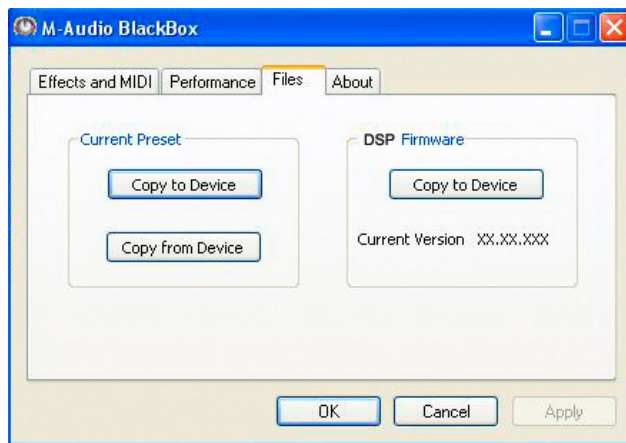 M-Audio BlackBox
Effects and MIDI Performance Files About
Current Preset
Copy to Device
Copy from Device
DSP Firmware
Copy to Device
Current Version XX.XX.XXX
OK Cancel Apply